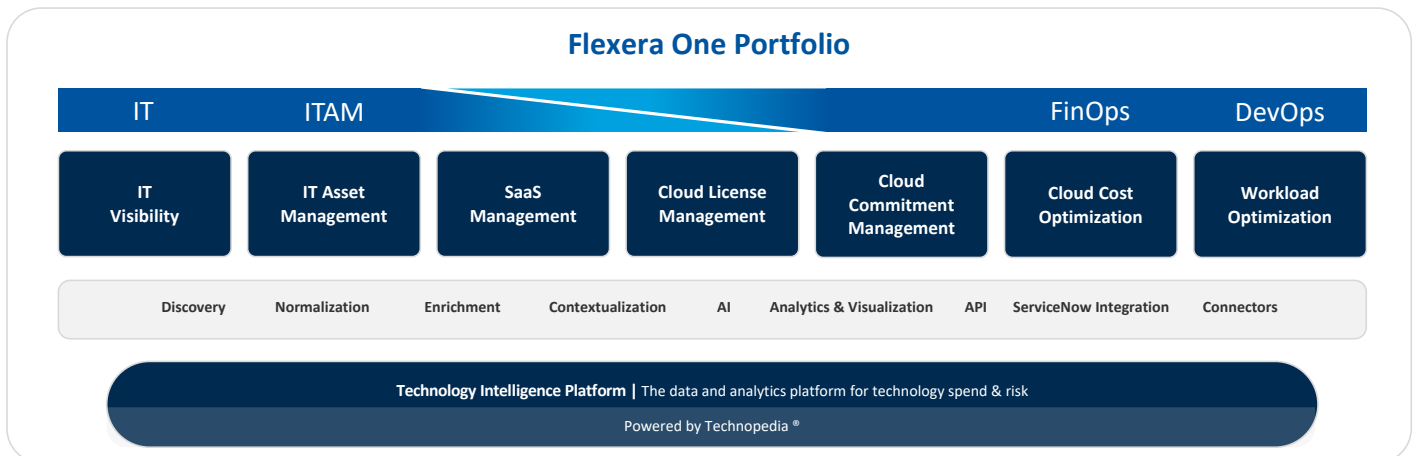 Flexera One Portfolio
IT ITAM FinOps DevOps
IT
Visibility
IT Asset
Management
SaaS
Management
Cloud License
Management
Cloud
Commitment
Management
Cloud Cost
Optimization
Workload
Optimization
Discovery Normalization Enrichment Contextualization AI Analytics & Visualization API ServiceNow Integration Connectors
Technology Intelligence Platform | The data and analytics platform for technology spend & risk
Powered by Technopedia ®